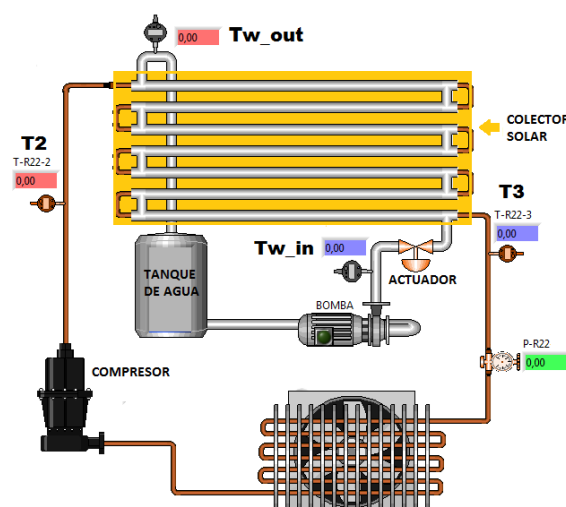 0,00
Tw_out
COLECTOR
SOLAR
T2
T-R22-2
0,00
T3
T-R22-3
0,00
Tw_in
0,00
TANQUE
DE AGUA
ACTUADOR
BOMBA
P-R22
0,00
COMPRESOR